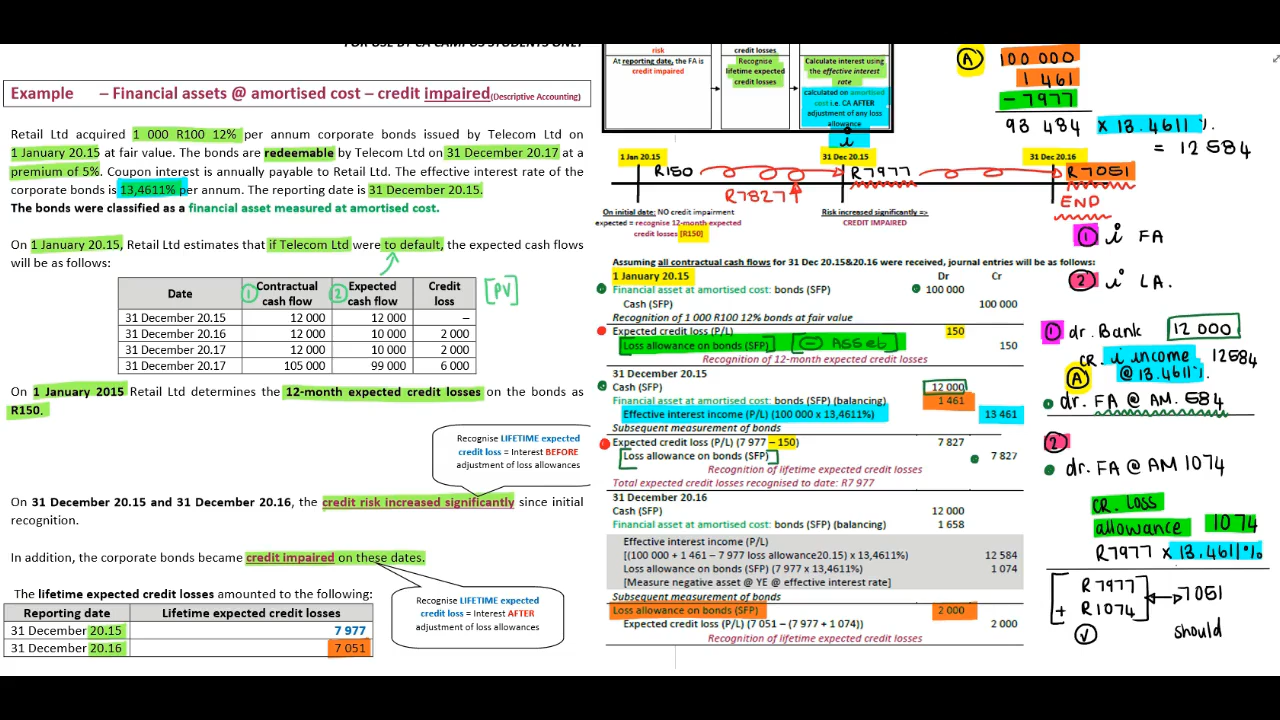 FOR USE BY CA CAMPUS STUDENTS ONLY
Example – Financial assets @ amortised cost – credit impaired(Descriptive Accounting)
Retail Ltd acquired 1 000 R100 12% per annum corporate bonds issued by Telecom Ltd on
1 January 20.15 at fair value. The bonds are redeemable by Telecom Ltd on 31 December 20.17 at a
premium of 5%. Coupon interest is annually payable to Retail Ltd. The effective interest rate of the
corporate bonds is 13,4611% per annum. The reporting date is 31 December 20.15.
The bonds were classified as a financial asset measured at amortised cost.
On 1 January 20.15, Retail Ltd estimates that if Telecom Ltd were to default, the expected cash flows
will be as follows:
Date ① Contractual cash flow ② Expected cash flow Credit loss [PV]
31 December 20.15 12 000 12 000 –
31 December 20.16 12 000 10 000 2 000
31 December 20.17 12 000 10 000 2 000
31 December 20.17 105 000 99 000 6 000
On 1 January 2015 Retail Ltd determines the 12-month expected credit losses on the bonds as
R150.
Recognise LIFETIME expected
credit loss = Interest BEFORE
adjustment of loss allowances
On 31 December 20.15 and 31 December 20.16, the credit risk increased significantly since initial
recognition.
In addition, the corporate bonds became credit impaired on these dates.
Recognise LIFETIME expected
credit loss = Interest AFTER
adjustment of loss allowances
The lifetime expected credit losses amounted to the following:
Reporting date Lifetime expected credit losses
31 December 20.15 7 977
31 December 20.16 7 051
risk
At reporting date, the FA is
credit impaired
credit losses
Recognise
lifetime expected
credit losses
Calculate interest using
the effective interest
rate
calculated on amortised
cost i.e. CA AFTER
adjustment of any loss
allowance
i
1 Jan 20.15 31 Dec 20.15 31 Dec 20.16
R150 R7977 R7051
R7827 END
On initial date: NO credit impairment
expected = recognise 12-month expected
credit losses [R150]
Risk increased significantly =>
CREDIT IMPAIRED
Assuming all contractual cash flows for 31 Dec 20.15&20.16 were received, journal entries will be as follows:
1 January 20.15 Dr Cr
Financial asset at amortised cost: bonds (SFP) 100 000
Cash (SFP) 100 000
Recognition of 1 000 R100 12% bonds at fair value
Expected credit loss (P/L) 150
Loss allowance on bonds (SFP) [⊖ ASSet] 150
Recognition of 12-month expected credit losses
31 December 20.15
Cash (SFP) 12 000
Financial asset at amortised cost: bonds (SFP) (balancing) 1 461
Effective interest income (P/L) (100 000 x 13,4611%) 13 461
Subsequent measurement of bonds
Expected credit loss (P/L) (7 977 – 150) 7 827
Loss allowance on bonds (SFP) 7 827
Recognition of lifetime expected credit losses
Total expected credit losses recognised to date: R7 977
31 December 20.16
Cash (SFP) 12 000
Financial asset at amortised cost: bonds (SFP) (balancing) 1 658
Effective interest income (P/L)
[(100 000 + 1 461 – 7 977 loss allowance20.15) x 13,4611%) 12 584
Loss allowance on bonds (SFP) (7 977 x 13,4611%) 1 074
[Measure negative asset @ YE @ effective interest rate]
Subsequent measurement of bonds
Loss allowance on bonds (SFP) 2 000
Expected credit loss (P/L) (7 051 – (7 977 + 1 074)) 2 000
Recognition of lifetime expected credit losses
Ⓐ 100 000
1 461
– 7977
93 484 x 13.4611%.
= 12 584
① i FA
② i LA.
① dr. Bank 12 000
cr. i income 12584
Ⓐ @ 13.4611%.
dr. FA @ AM. 584
②
dr. FA @ AM 1074
cr. loss
allowance 1074
R7977 x 13.4611%
R7977 7051
+ R1074
should